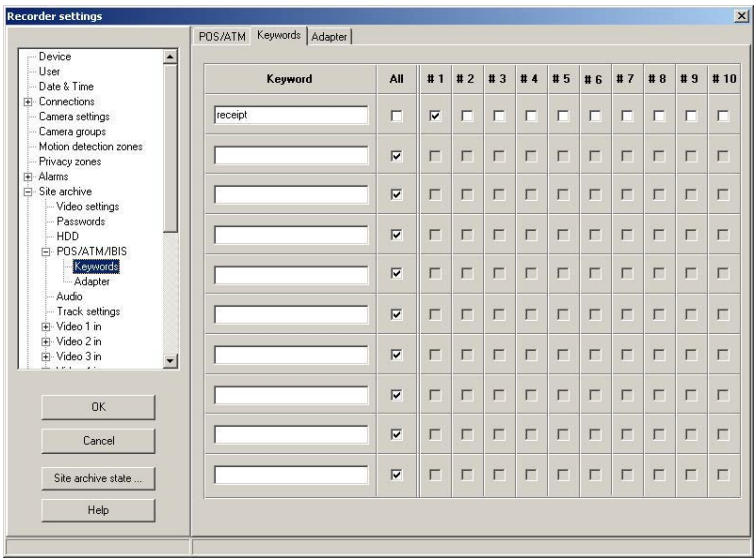 Recorder settings
POS/ATM Keywords Adapter
Device
User
Date & Time
Connections
Camera settings
Camera groups
Motion detection zones
Privacy zones
Alarms
Site archive
Video settings
Passwords
HDD
POS/ATM/IBIS
Keywords
Adapter
Audio
Track settings
Video 1 in
Video 2 in
Video 3 in
OK
Cancel
Site archive state ...
Help
Keyword All # 1 # 2 # 3 # 4 # 5 # 6 # 7 # 8 # 9 # 10
receipt